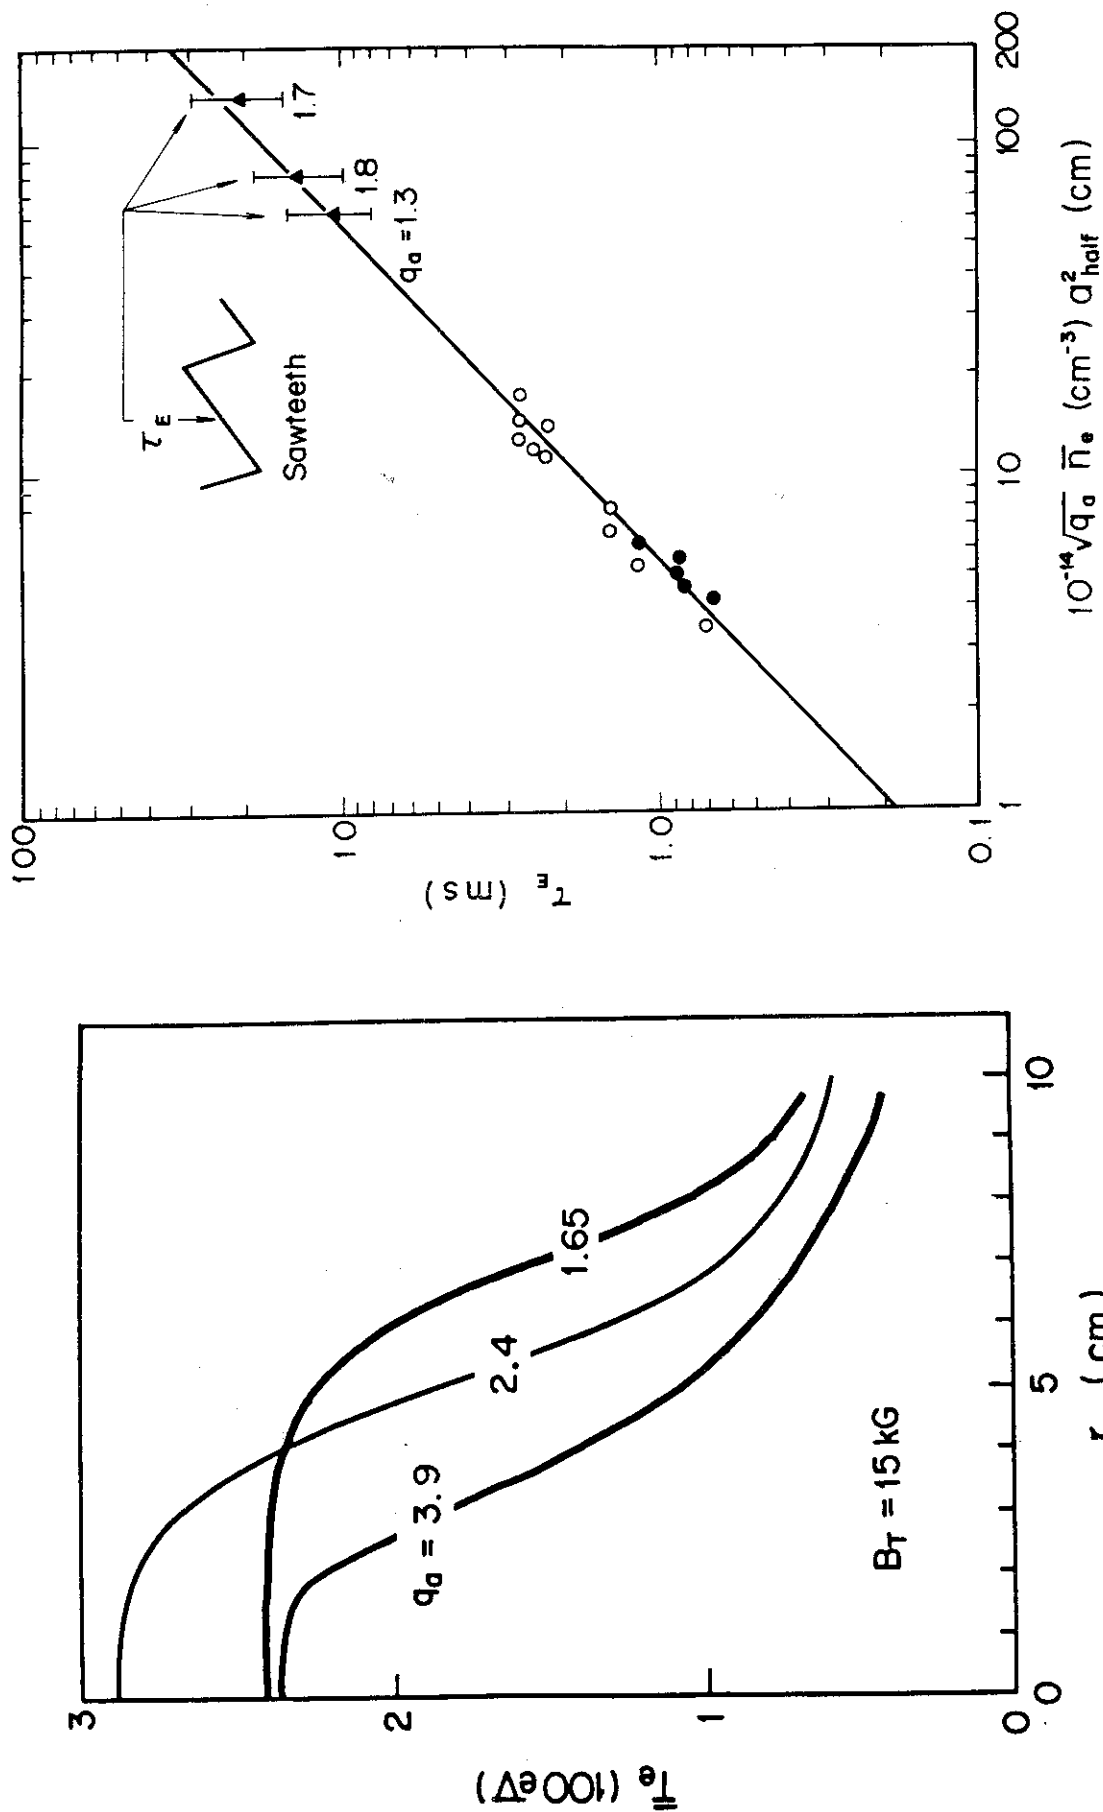 3
2
1
0
0
5
10
T̿e (100eV)
r (cm)
qa = 3.9
2.4
1.65
BT = 15 kG
100
10
1.0
0.1
1
10
100
200
τE (ms)
10⁻¹⁴√qa n̅e (cm⁻³) a²half (cm)
τE
Sawteeth
qa = 1.3
1.8
1.7